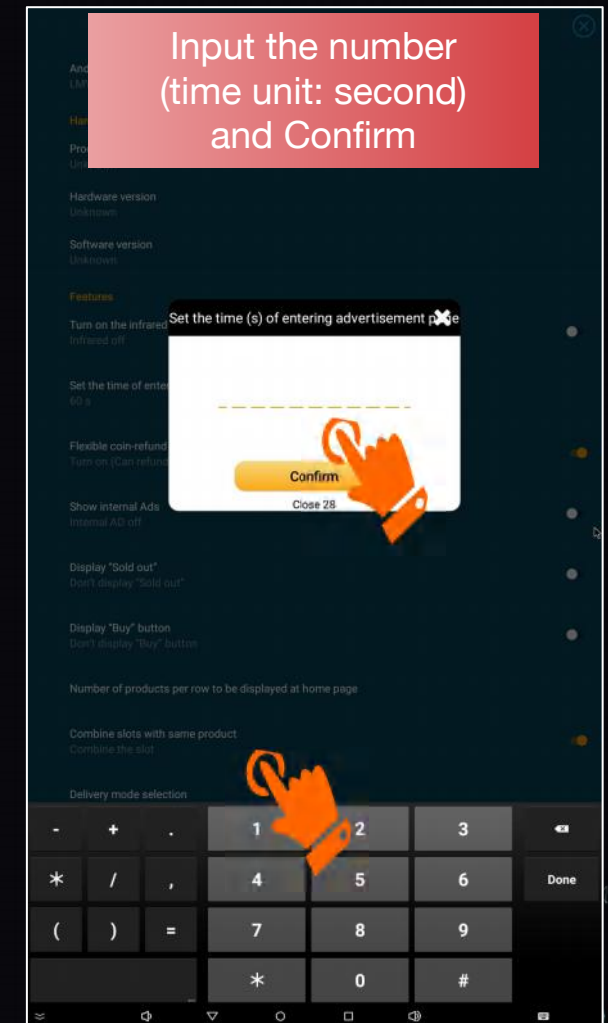 Input the number
(time unit: second)
and Confirm
Hardware version
Unknown
Software version
Unknown
Features
Turn on the infrared
Infrared off
Set the time (s) of entering advertisement page
Set the time of enter
60 s
Flexible coin-refund
Turn on (Can refund
Confirm
Close 28
Show internal Ads
Internal AD off
Display "Sold out"
Don't display "Sold out"
Display "Buy" button
Don't display "Buy" button
Number of products per row to be displayed at home page
Combine slots with same product
Combine the slot
Delivery mode selection
- + . 1 2 3
* / , 4 5 6 Done
( ) = 7 8 9
* 0 #